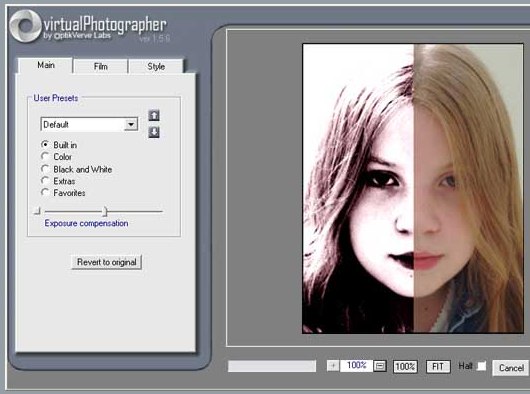 virtualPhotographer
by OptikVerve Labs
ver 1.5.6
Main Film Style
User Presets
Default
Built in
Color
Black and White
Extras
Favorites
Exposure compensation
Revert to original
+ 100% 100% FIT Half Cancel